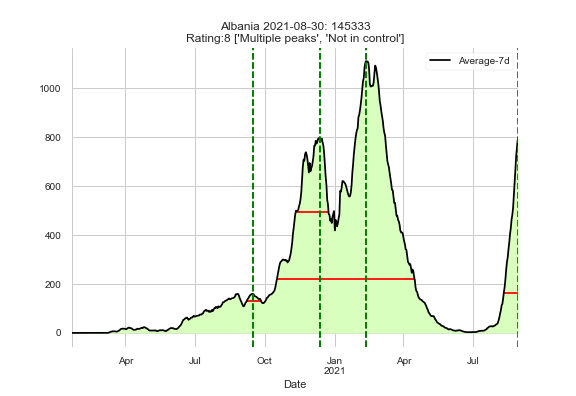 Albania 2021-08-30: 145333
Rating:8 ['Multiple peaks', 'Not in control']
Average-7d
1000
800
600
400
200
0
Apr Jul Oct Jan Apr Jul
2021
Date